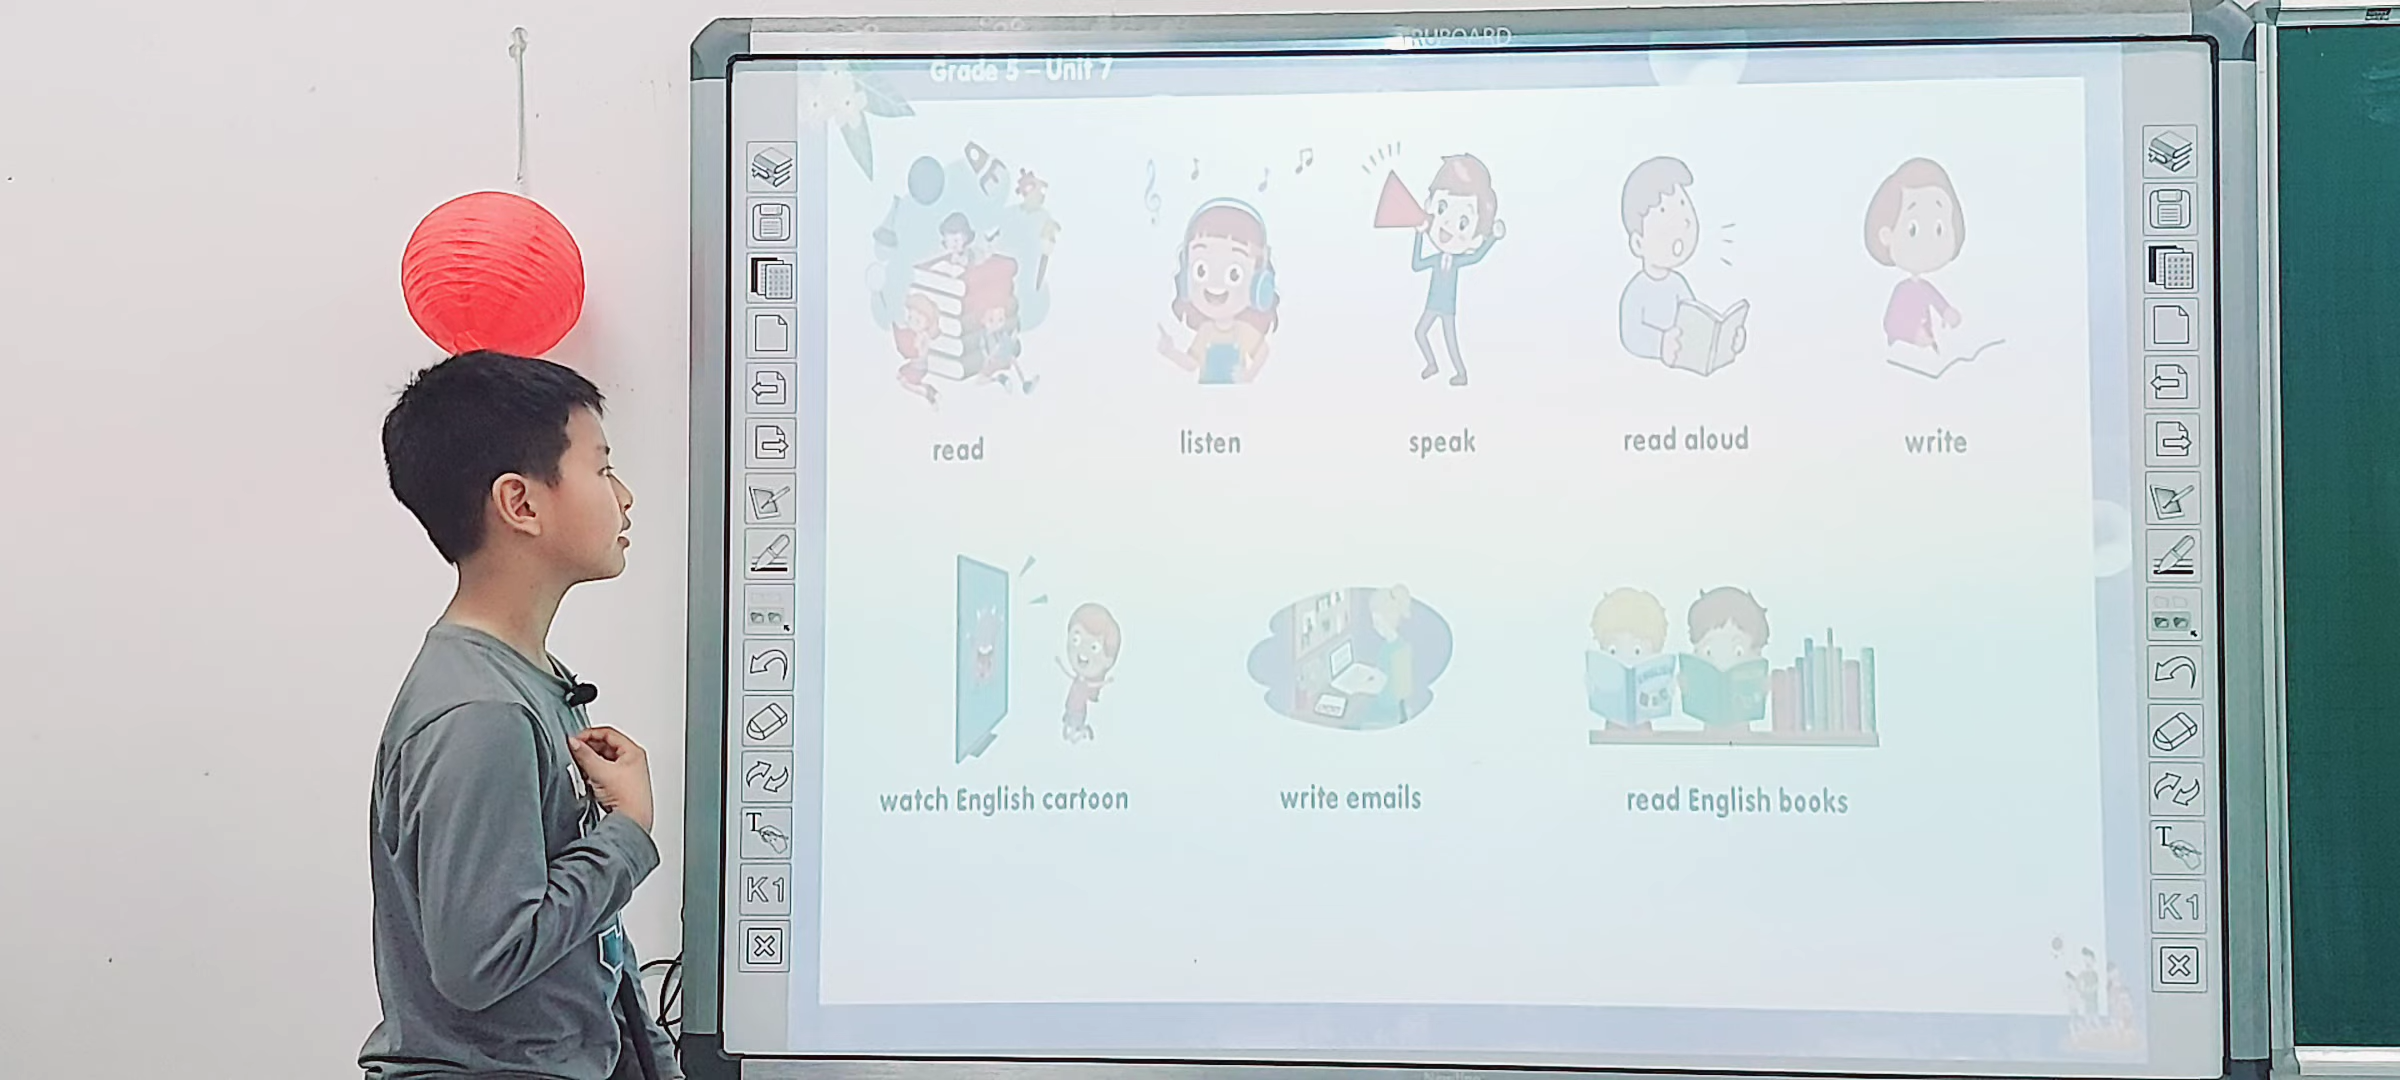 TRUBOARD
Grade 5 – Unit 7
read
listen
speak
read aloud
write
watch English cartoon
write emails
read English books
T
K1
T
K1